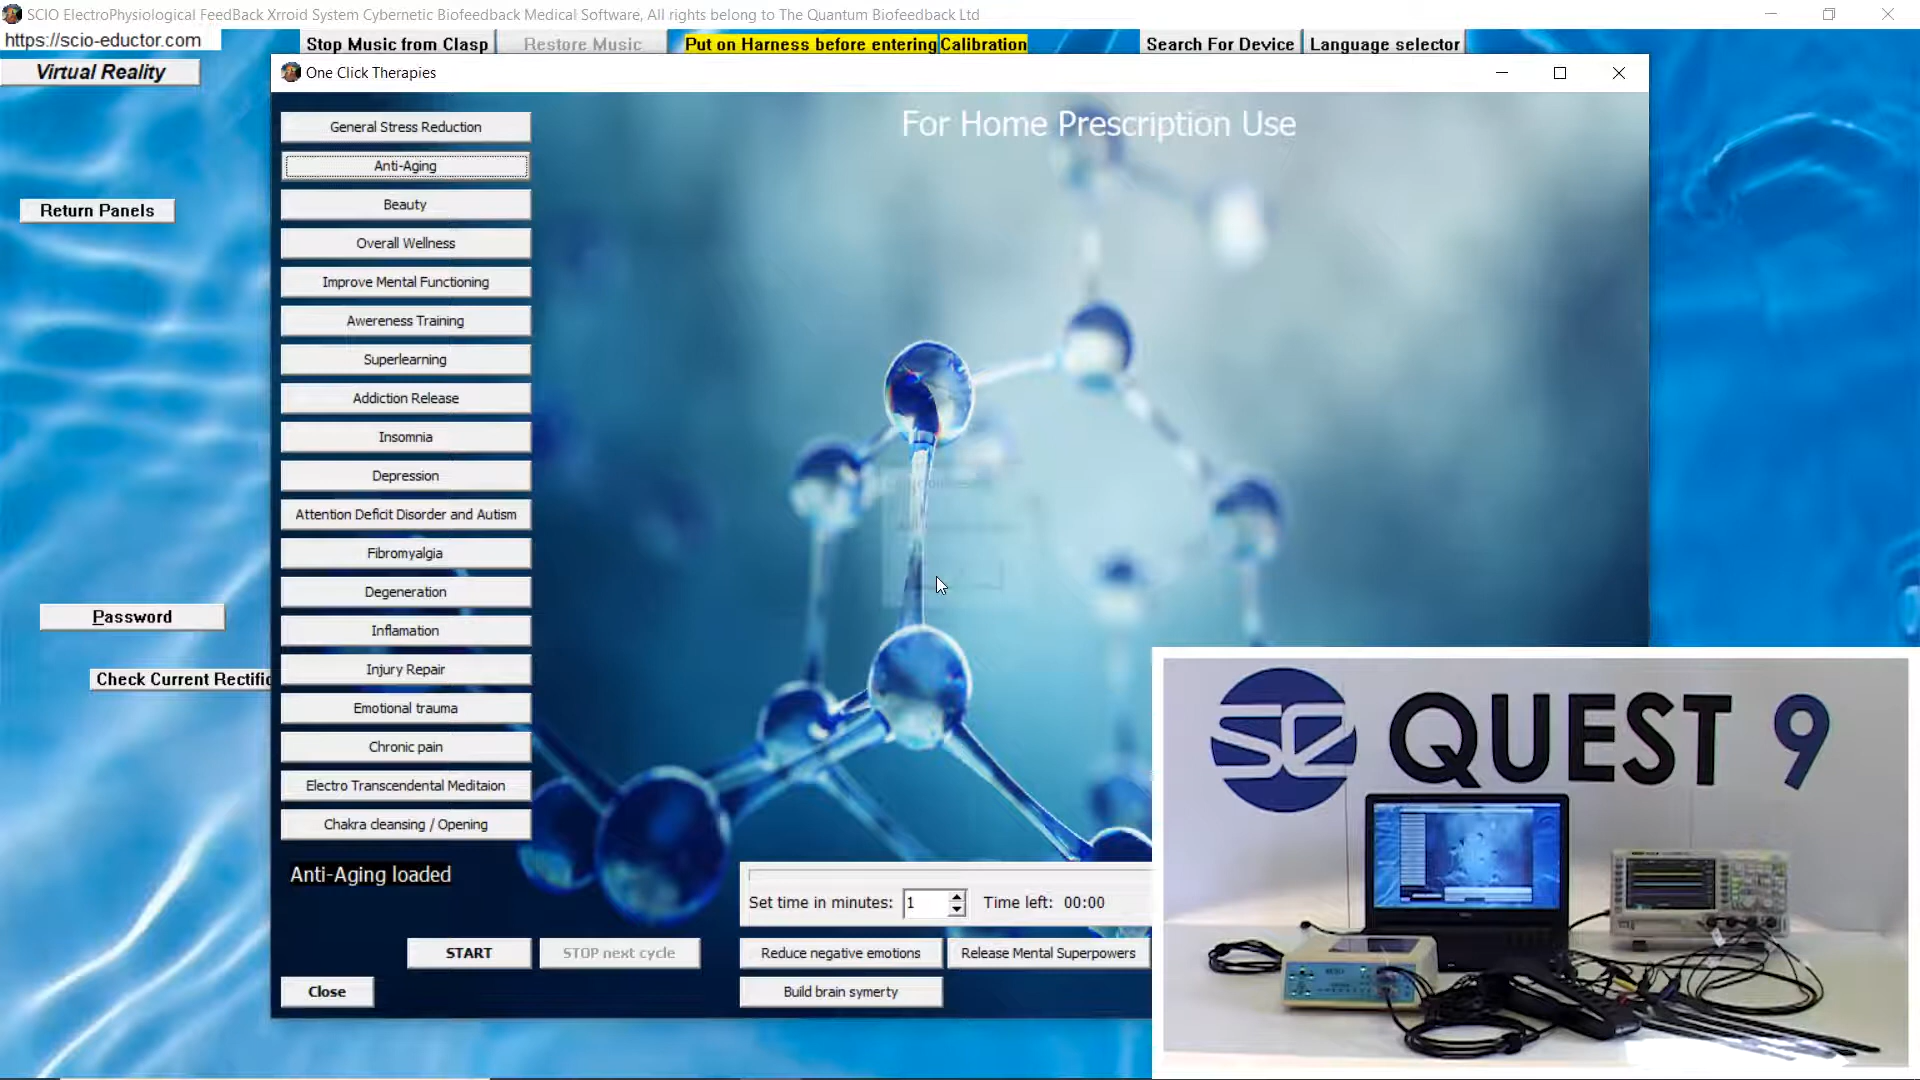 SCIO ElectroPhysiological FeedBack Xrroid System Cybernetic Biofeedback Medical Software, All rights belong to The Quantum Biofeedback Ltd
https://scio-eductor.com
Stop Music from Clasp
Restore Music
Put on Harness before entering
Calibration
Search For Device
Language selector
Virtual Reality
One Click Therapies
For Home Prescription Use
General Stress Reduction
Anti-Aging
Beauty
Return Panels
Overall Wellness
Improve Mental Functioning
Awereness Training
Superlearning
Addiction Release
Insomnia
Depression
Attention Deficit Disorder and Autism
Fibromyalgia
Degeneration
Password
Inflamation
Check Current Rectific
Injury Repair
Emotional trauma
Chronic pain
Electro Transcendental Meditaion
Chakra cleansing / Opening
Anti-Aging loaded
Set time in minutes: 1 Time left: 00:00
START
STOP next cycle
Reduce negative emotions
Release Mental Superpowers
Close
Build brain symerty
se QUEST 9